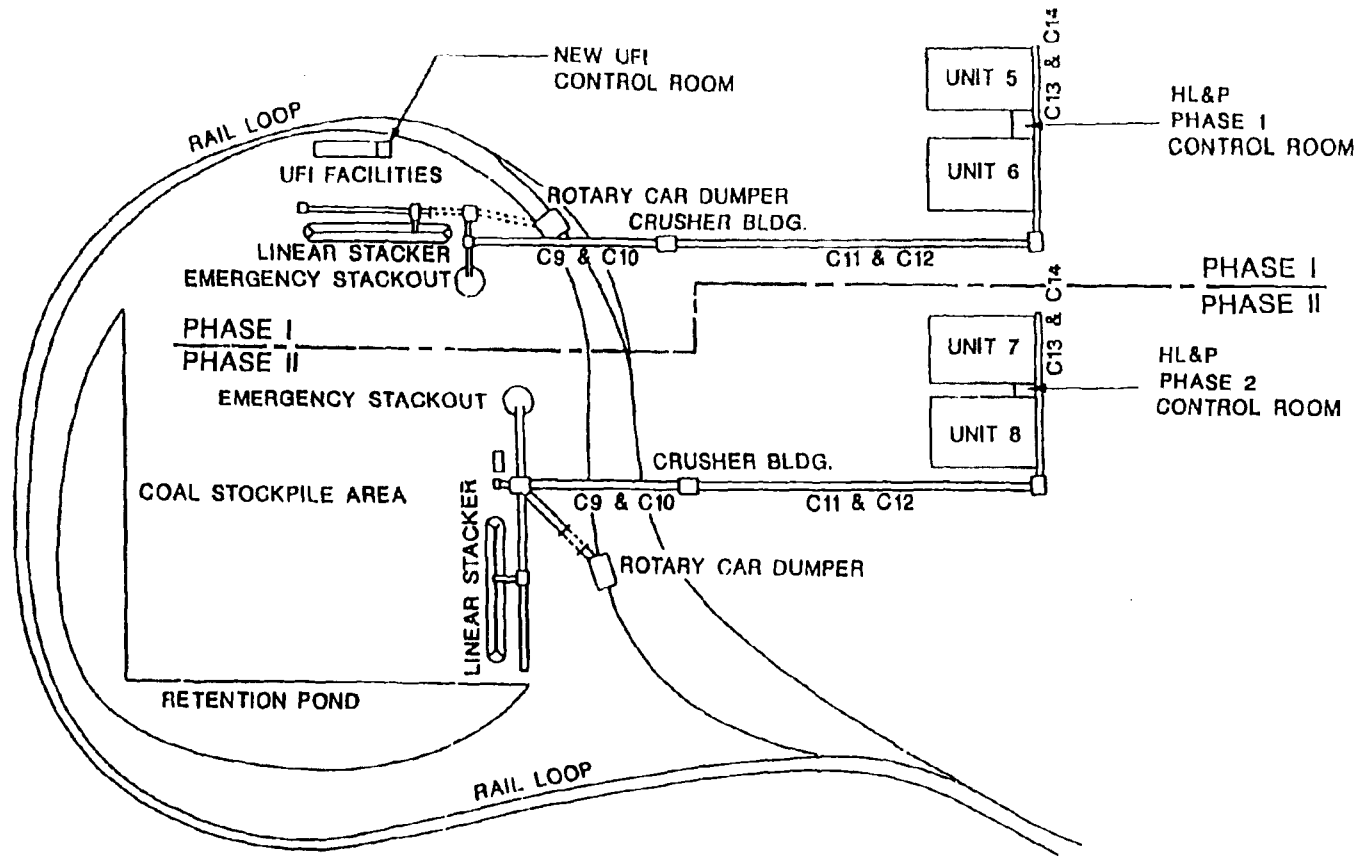 NEW UFI
CONTROL ROOM
RAIL LOOP
UFI FACILITIES
ROTARY CAR DUMPER
CRUSHER BLDG.
LINEAR STACKER
EMERGENCY STACKOUT
C9 & C10
C11 & C12
C13 & C14
UNIT 5
UNIT 6
HL&P
PHASE 1
CONTROL ROOM
PHASE I
PHASE II
PHASE I
PHASE II
C13 & C14
UNIT 7
UNIT 8
HL&P
PHASE 2
CONTROL ROOM
EMERGENCY STACKOUT
CRUSHER BLDG.
C9 & C10
C11 & C12
COAL STOCKPILE AREA
LINEAR STACKER
ROTARY CAR DUMPER
RETENTION POND
RAIL LOOP